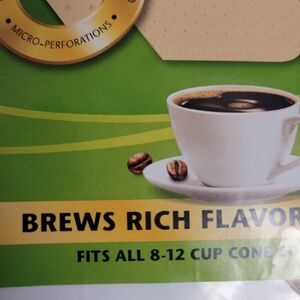 • MICRO-PERFORATIONS •
BREWS RICH FLAVOR
FITS ALL 8-12 CUP CONE